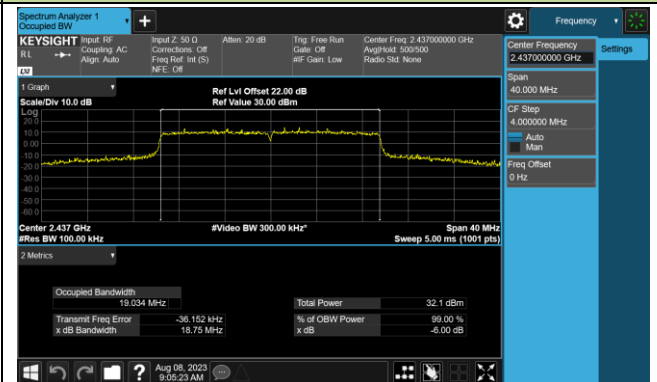 Spectrum Analyzer 1
Occupied BW
Frequency
KEYSIGHT
R L
LXI
Input: RF
Coupling: AC
Align: Auto
Input Z: 50 Ω
Corrections: Off
Freq Ref: Int (S)
NFE: Off
Atten: 20 dB
Trig: Free Run
Gate: Off
#IF Gain: Low
Center Freq: 2.437000000 GHz
Avg|Hold: 500/500
Radio Std: None
Center Frequency
2.437000000 GHz
Settings
Span
40.000 MHz
CF Step
4.000000 MHz
Auto
Man
Freq Offset
0 Hz
1 Graph
Scale/Div 10.0 dB
Ref Lvl Offset 22.00 dB
Ref Value 30.00 dBm
Log
20.0
10.0
0.00
-10.0
-20.0
-30.0
-40.0
-50.0
-60.0
Center 2.437 GHz
#Res BW 100.00 kHz
#Video BW 300.00 kHz*
Span 40 MHz
Sweep 5.00 ms (1001 pts)
2 Metrics
Occupied Bandwidth
19.034 MHz
Total Power 32.1 dBm
Transmit Freq Error -36.152 kHz
% of OBW Power 99.00 %
x dB Bandwidth 18.75 MHz
x dB -6.00 dB
?
Aug 08, 2023
9:05:23 AM